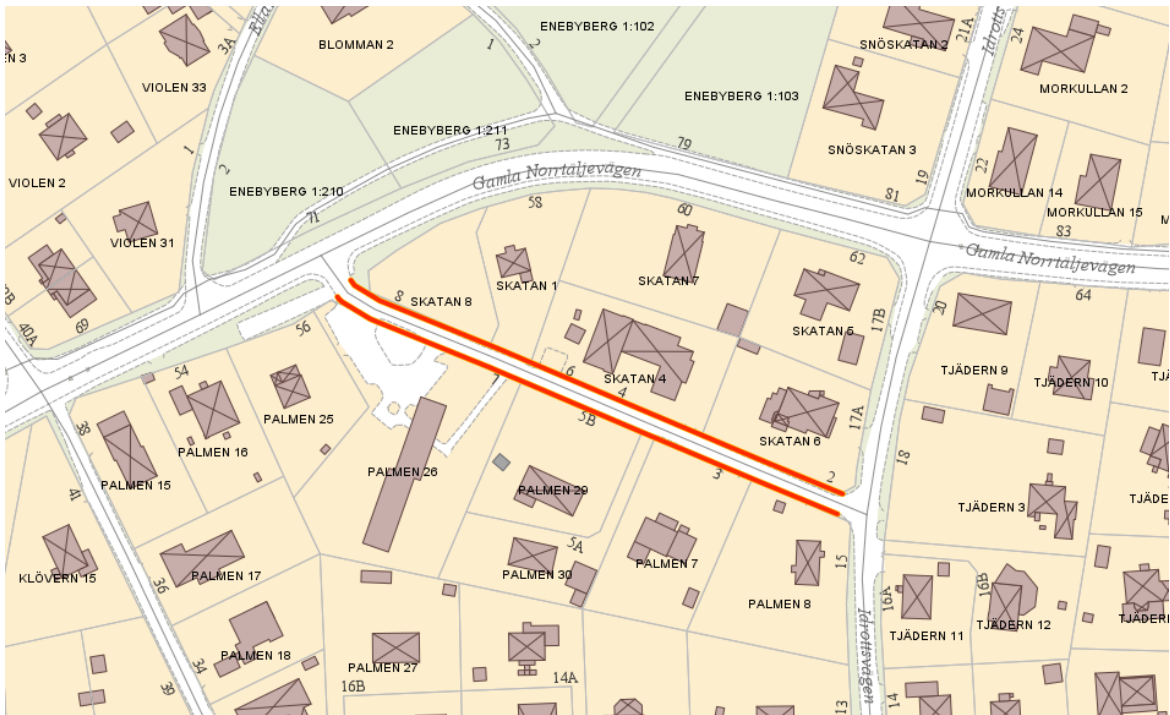 ENEBYBERG 1:102
SNÖSKATAN 2
21A
Idrotts
24
BLOMMAN 2
1
2
3A
EN 3
VIOLEN 33
MORKULLAN 2
ENEBYBERG 1:103
ENEBYBERG 1:211
73
79
SNÖSKATAN 3
1
2
VIOLEN 2
ENEBYBERG 1:210
Gamla Norrtäljevägen
22
19
81
MORKULLAN 14
MORKULLAN 15
58
60
71
VIOLEN 31
83
62
Gamla Norrtäljevägen
SKATAN 7
SKATAN 1
64
8
SKATAN 8
20
17B
SKATAN 5
69
40A
56
54
TJÄDERN 9
TJÄDERN 10
6
SKATAN 4
4
7
5B
38
PALMEN 25
PALMEN 16
17A
SKATAN 6
18
PALMEN 26
3
2
PALMEN 15
41
PALMEN 29
TJÄDERN 3
5A
PALMEN 7
15
KLÖVERN 15
PALMEN 17
PALMEN 30
36
PALMEN 8
16A
16B
TJÄDERN 11
TJÄDERN 12
Idrottsvägen
PALMEN 18
34
PALMEN 27
14A
16B
39
13
14